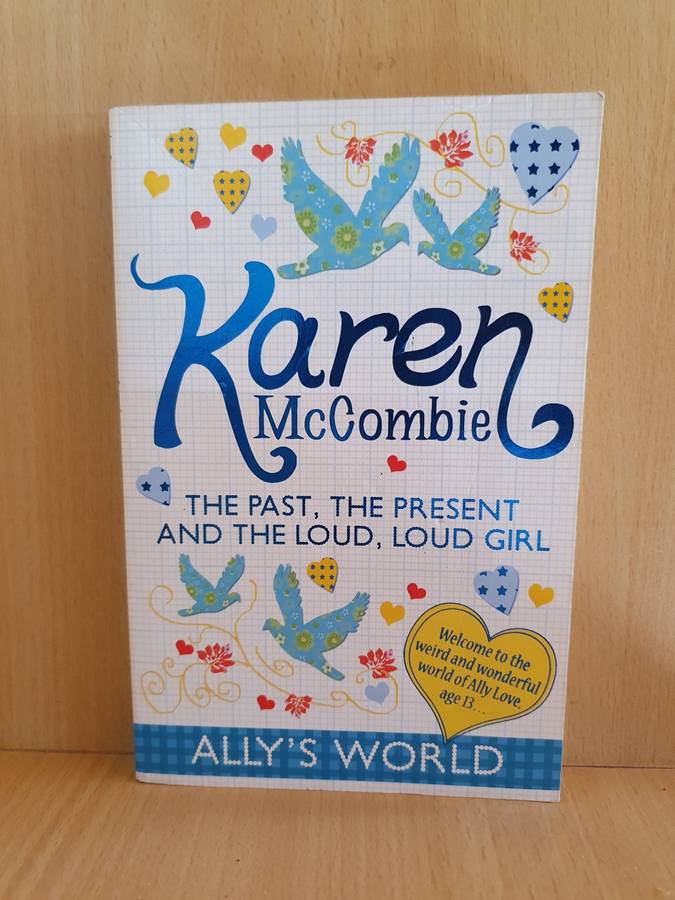 Karen
McCombie
THE PAST, THE PRESENT
AND THE LOUD, LOUD GIRL
Welcome to the
weird and wonderful
world of Ally Love,
age 13...
ALLY'S WORLD